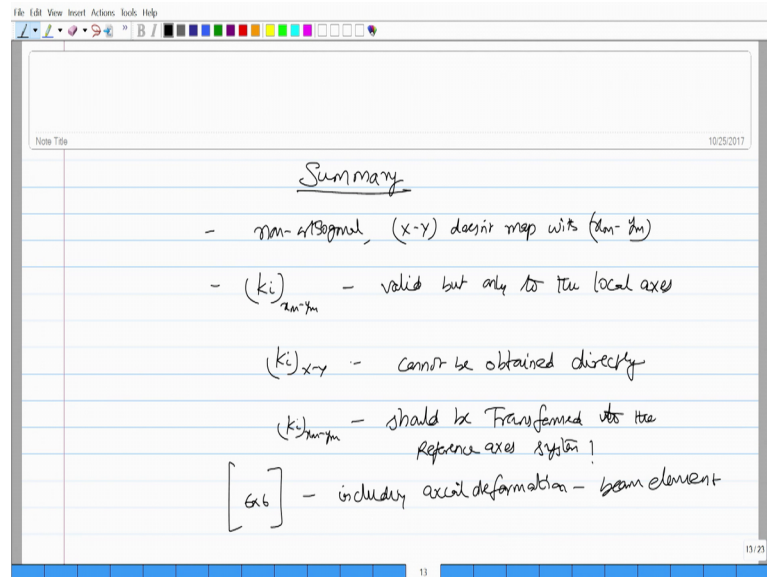 File Edit View Insert Actions Tools Help
B I
Note Title
10/25/2017
Summary
- non-orthogonal, (x-y) doesn't map with (xm-ym)
- (ki)xm-ym - valid but only to the local axes
(ki)x-y - cannot be obtained directly
(ki)xm-ym - should be Transformed to the
Reference axes system!
[6x6] - including axial deformation - beam element
13/23
13